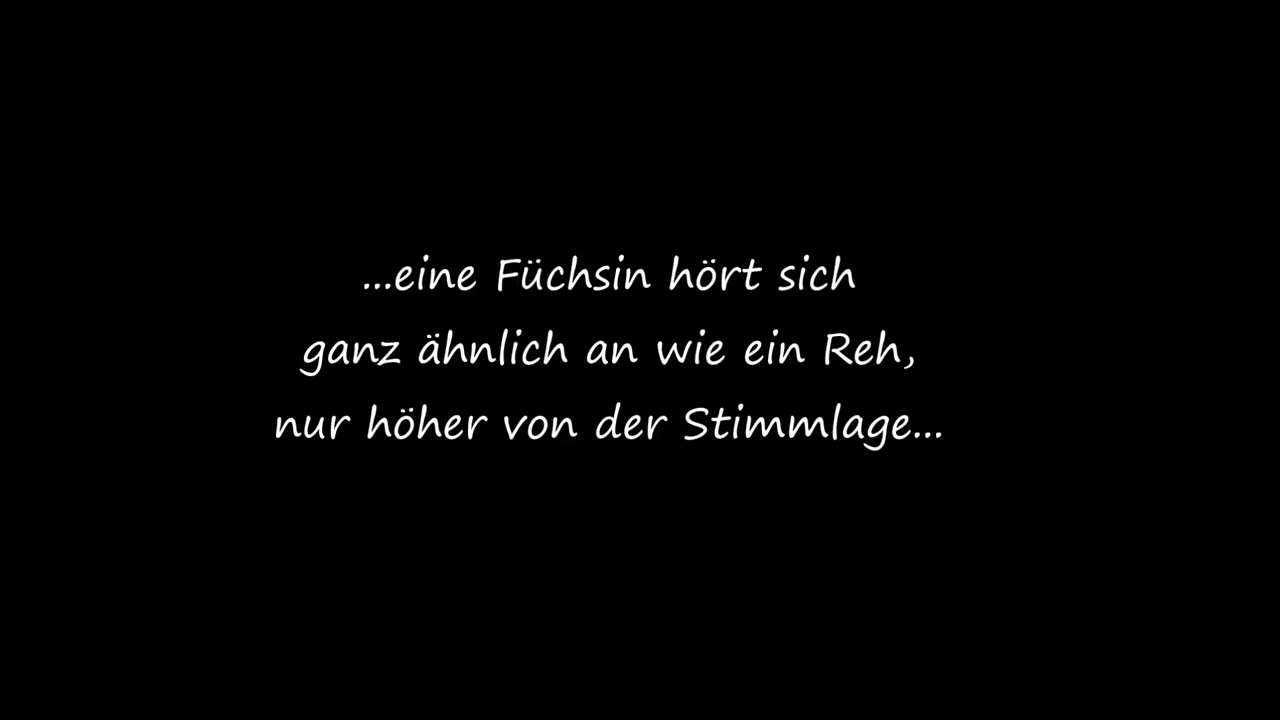 ...eine Füchsin hört sich
ganz ähnlich an wie ein Reh,
nur höher von der Stimmlage...